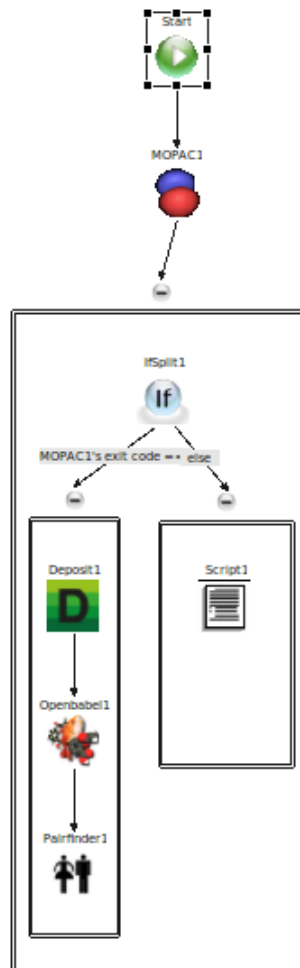 Start
MOPAC1
IfSplit1
If
MOPAC1's exit code =
else
Deposit1
Script1
D
Openbabel1
Pairfinder1